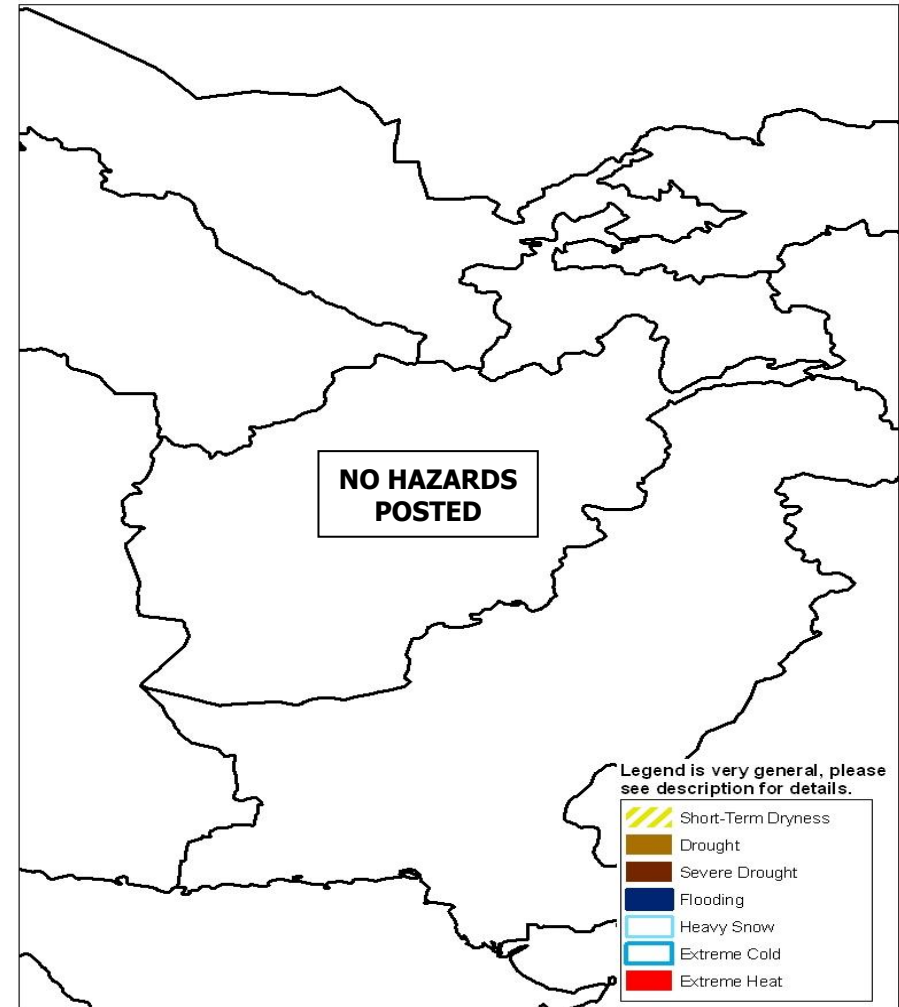 NO HAZARDS
POSTED
Legend is very general, please
see description for details.
Short-Term Dryness
Drought
Severe Drought
Flooding
Heavy Snow
Extreme Cold
Extreme Heat